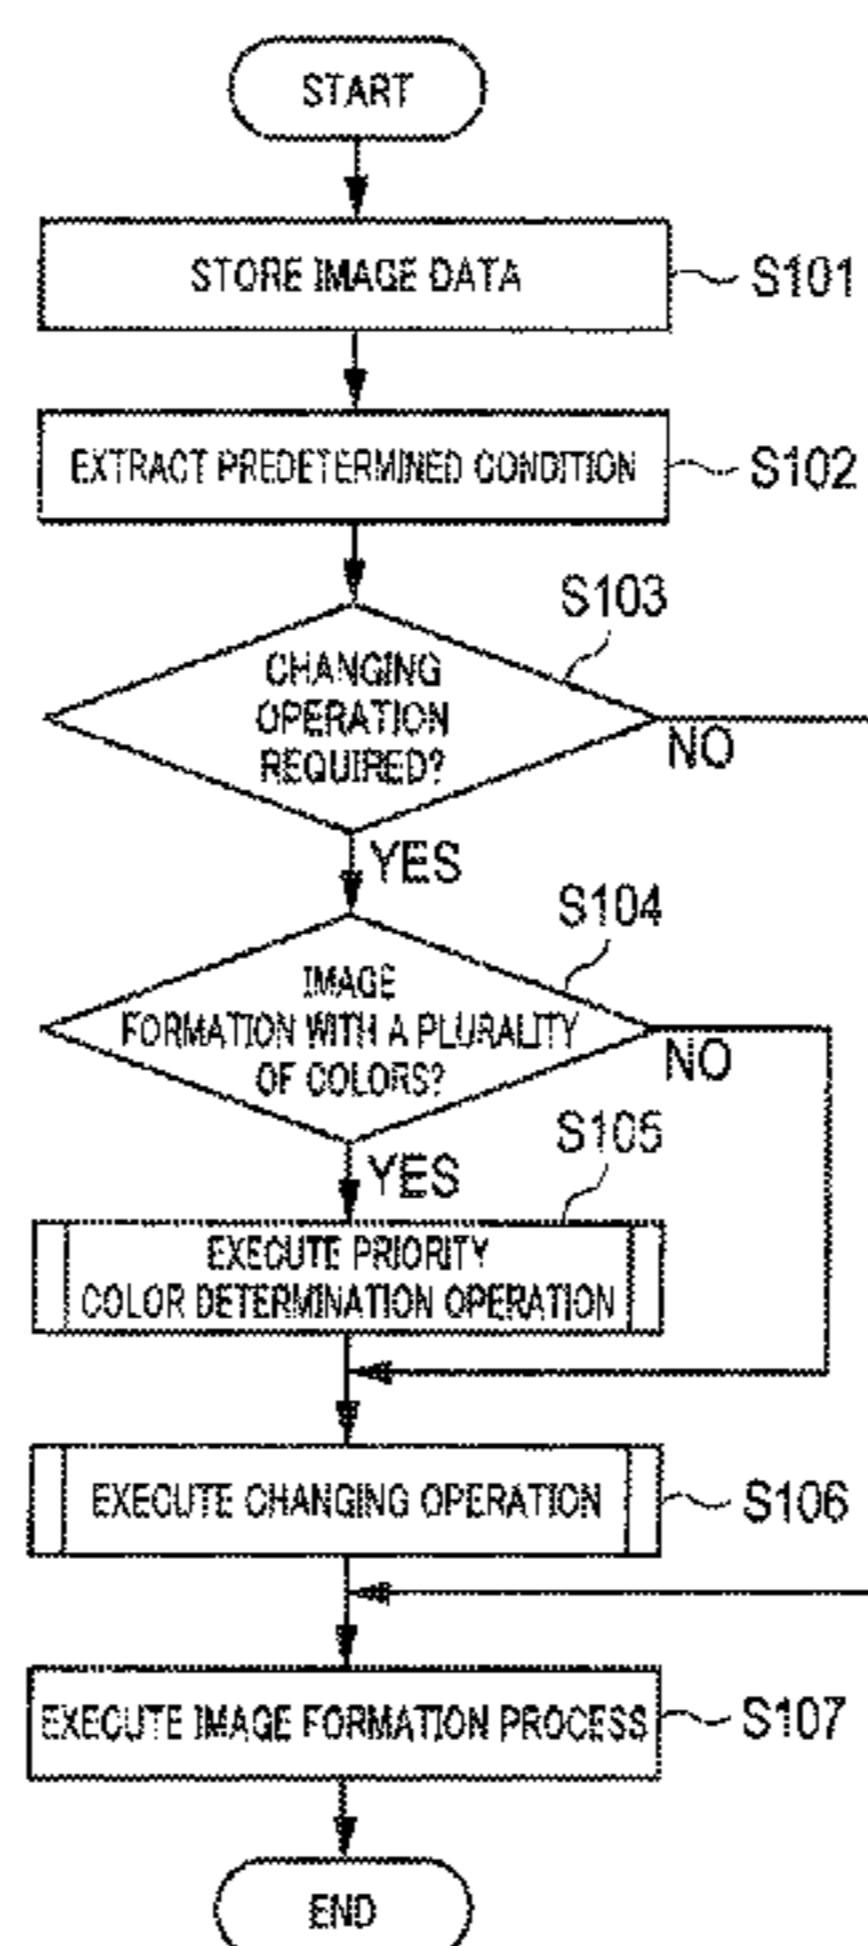 START
STORE IMAGE DATA
S101
EXTRACT PREDETERMINED CONDITION
S102
S103
CHANGING
OPERATION
REQUIRED?
NO
YES
S104
IMAGE
FORMATION WITH A PLURALITY
OF COLORS?
NO
YES
S105
EXECUTE PRIORITY
COLOR DETERMINATION OPERATION
EXECUTE CHANGING OPERATION
S106
EXECUTE IMAGE FORMATION PROCESS
S107
END